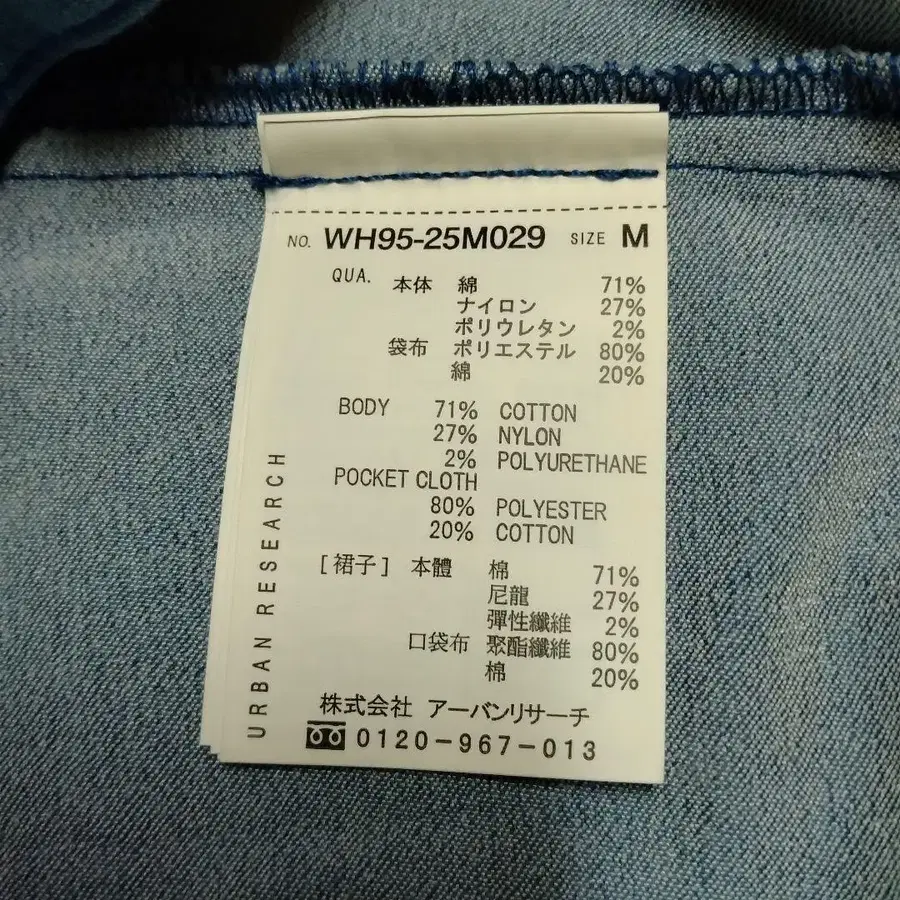 NO. WH95-25M029 SIZE M
QUA. 本体 綿 71%
ナイロン 27%
ポリウレタン 2%
袋布 ポリエステル 80%
綿 20%
BODY 71% COTTON
27% NYLON
2% POLYURETHANE
POCKET CLOTH
80% POLYESTER
20% COTTON
[裙子] 本體 棉 71%
尼龍 27%
彈性纖維 2%
口袋布 聚酯纖維 80%
棉 20%
株式会社 アーバンリサーチ
0120-967-013
URBAN RESEARCH